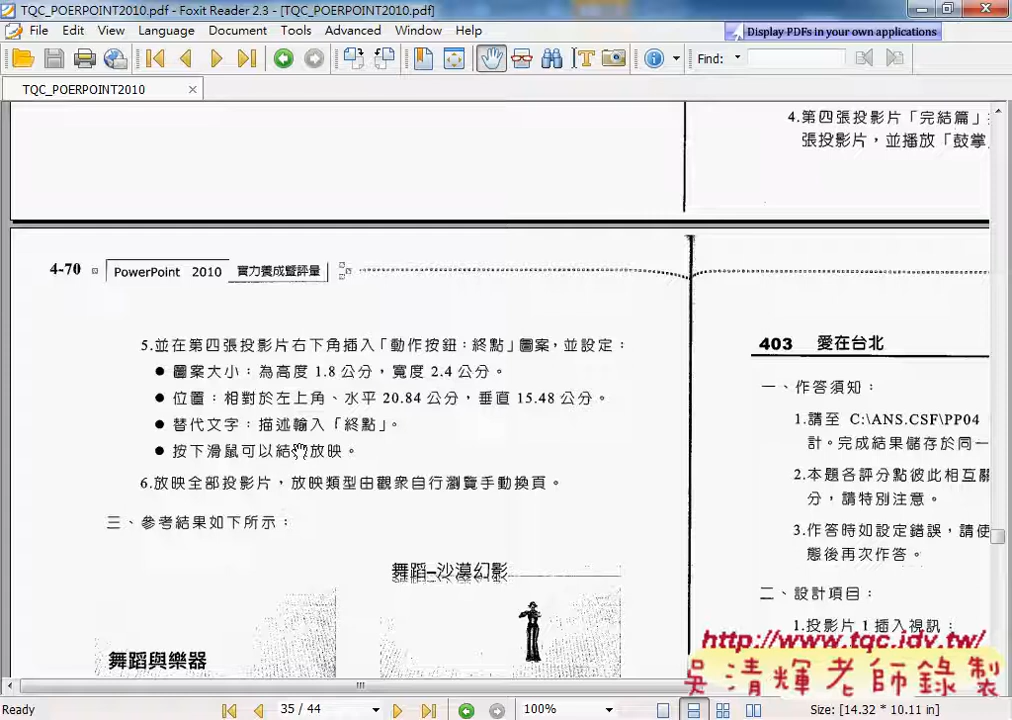 TQC_POERPOINT2010.pdf - Foxit Reader 2.3 - [TQC_POERPOINT2010.pdf]
File Edit View Language Document Tools Advanced Window Help
Display PDFs in your own applications
Find:
TQC_POERPOINT2010
4.第四張投影片「完結篇」
張投影片，並播放「鼓掌
4-70 PowerPoint 2010 實力養成暨評量
5.並在第四張投影片右下角插入「動作按鈕：終點」圖案，並設定：
● 圖案大小：為高度 1.8 公分，寬度 2.4 公分。
● 位置：相對於左上角、水平 20.84 公分，垂直 15.48 公分。
● 替代文字：描述輸入「終點」。
● 按下滑鼠可以結放映。
6.放映全部投影片，放映類型由觀眾自行瀏覽手動換頁。
三、參考結果如下所示：
舞蹈–沙漠幻影
舞蹈與樂器
403 愛在台北
一、作答須知：
1.請至 C:\ANS.CSF\PP04
計。完成結果儲存於同一
2.本題各評分點彼此相互關
分，請特別注意。
3.作答時如設定錯誤，請使
態後再次作答。
二、設計項目：
1.投影片 1 插入視訊：
http://www.tqc.idv.tw/
吳清輝老師錄製
Ready
35 / 44
100%
Size: [14.32 * 10.11 in]